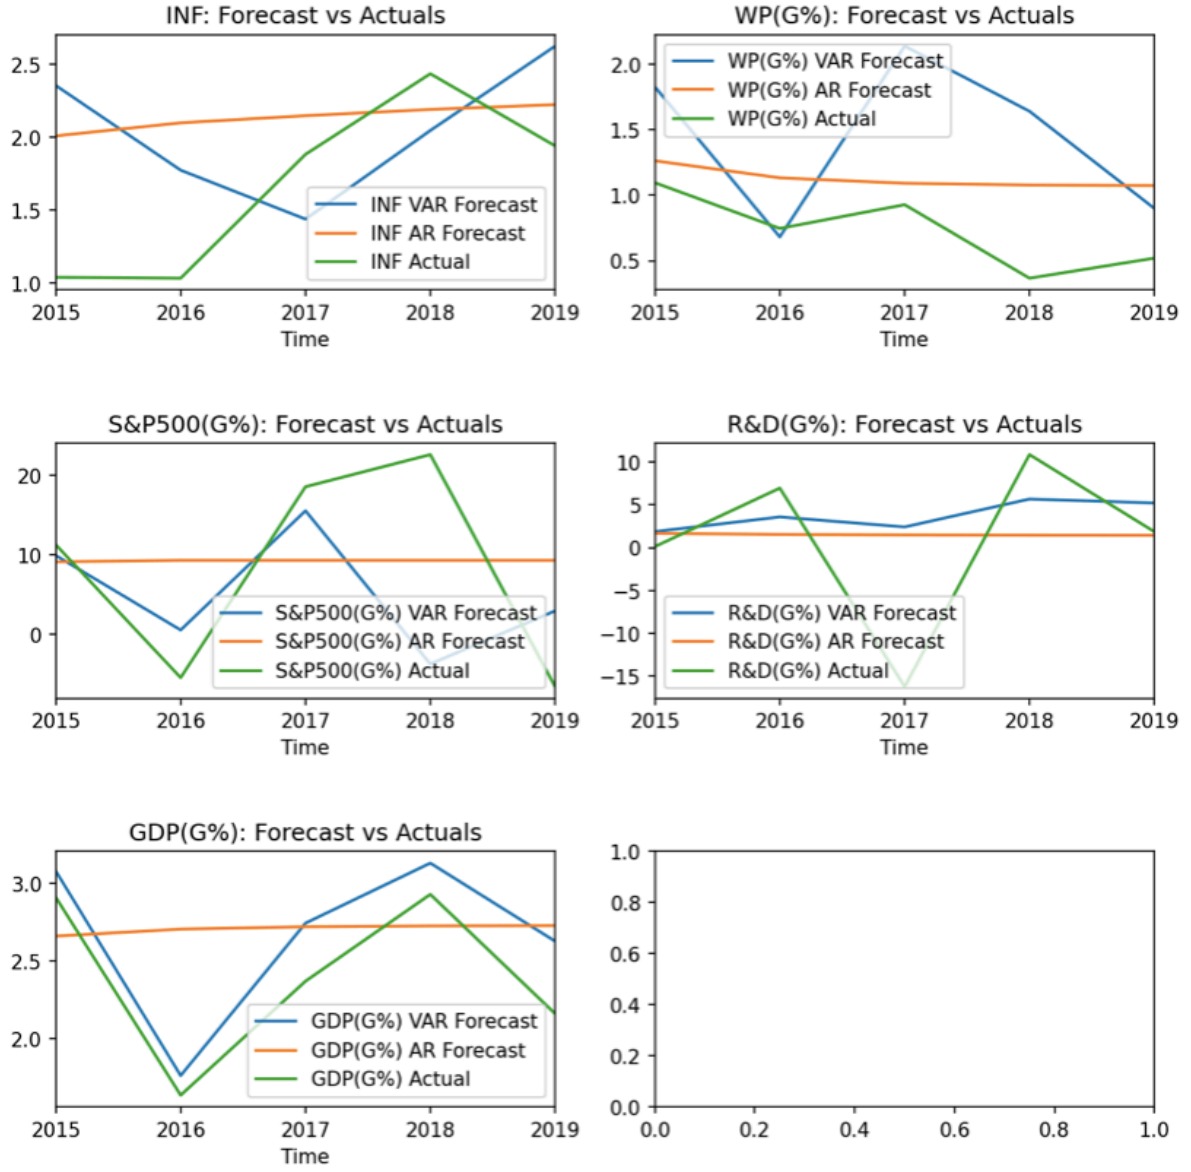 INF: Forecast vs Actuals
2.5
2.0
1.5
1.0
INF VAR Forecast
INF AR Forecast
INF Actual
2015 2016 2017 2018 2019
Time
WP(G%): Forecast vs Actuals
2.0
1.5
1.0
0.5
WP(G%) VAR Forecast
WP(G%) AR Forecast
WP(G%) Actual
2015 2016 2017 2018 2019
Time
S&P500(G%): Forecast vs Actuals
20
10
0
S&P500(G%) VAR Forecast
S&P500(G%) AR Forecast
S&P500(G%) Actual
2015 2016 2017 2018 2019
Time
R&D(G%): Forecast vs Actuals
10
5
0
−5
−10
−15
R&D(G%) VAR Forecast
R&D(G%) AR Forecast
R&D(G%) Actual
2015 2016 2017 2018 2019
Time
GDP(G%): Forecast vs Actuals
3.0
2.5
2.0
GDP(G%) VAR Forecast
GDP(G%) AR Forecast
GDP(G%) Actual
2015 2016 2017 2018 2019
Time
1.0
0.8
0.6
0.4
0.2
0.0
0.0 0.2 0.4 0.6 0.8 1.0